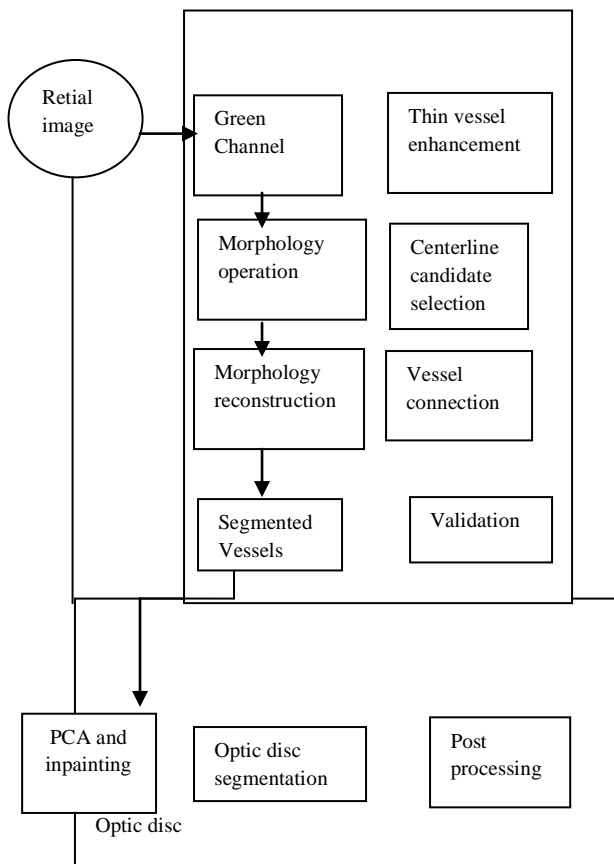 Retial
image
Green
Channel
Thin vessel
enhancement
Morphology
operation
Centerline
candidate
selection
Morphology
reconstruction
Vessel
connection
Segmented
Vessels
Validation
PCA and
inpainting
Optic disc
segmentation
Post
processing
Optic disc